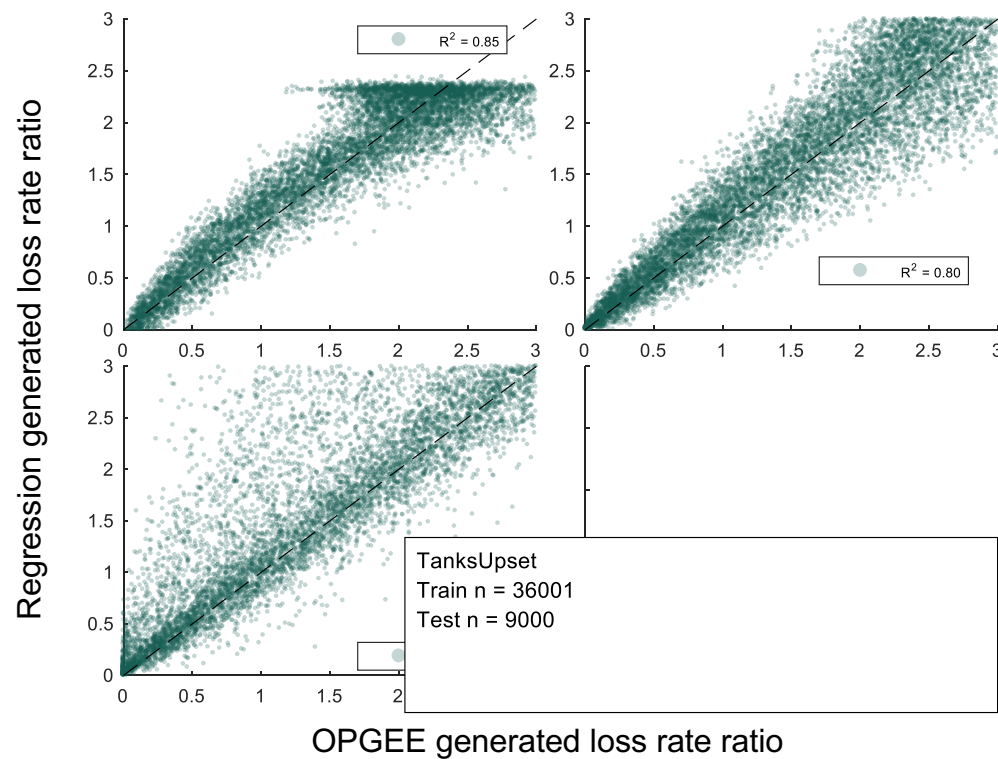 3
2.5
2
1.5
1
0.5
0
0 0.5 1 1.5 2 2.5 3
R² = 0.85
3
2.5
2
1.5
1
0.5
0
0 0.5 1 1.5 2 2.5 3
R² = 0.80
3
2.5
2
1.5
1
0.5
0
0 0.5 1 1.5 2
TanksUpset
Train n = 36001
Test n = 9000
Regression generated loss rate ratio
OPGEE generated loss rate ratio